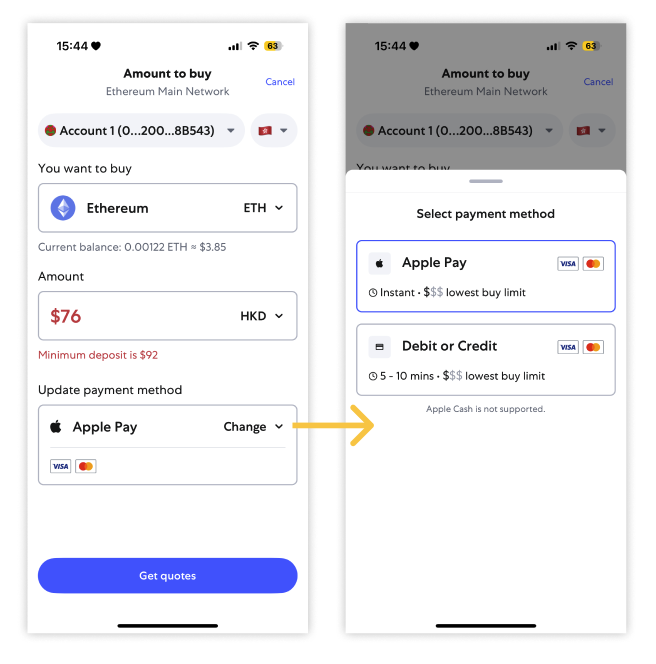 15:44
63
Amount to buy
Ethereum Main Network
Cancel
Account 1 (0...200...8B543)
You want to buy
Ethereum
ETH
Current balance: 0.00122 ETH ≈ $3.85
Amount
$76
HKD
Minimum deposit is $92
Update payment method
Apple Pay
Change
VISA
Get quotes
15:44
63
Amount to buy
Ethereum Main Network
Cancel
Account 1 (0...200...8B543)
You want to buy
Select payment method
Apple Pay
VISA
Instant • $$$ lowest buy limit
Debit or Credit
VISA
5 - 10 mins • $$$ lowest buy limit
Apple Cash is not supported.